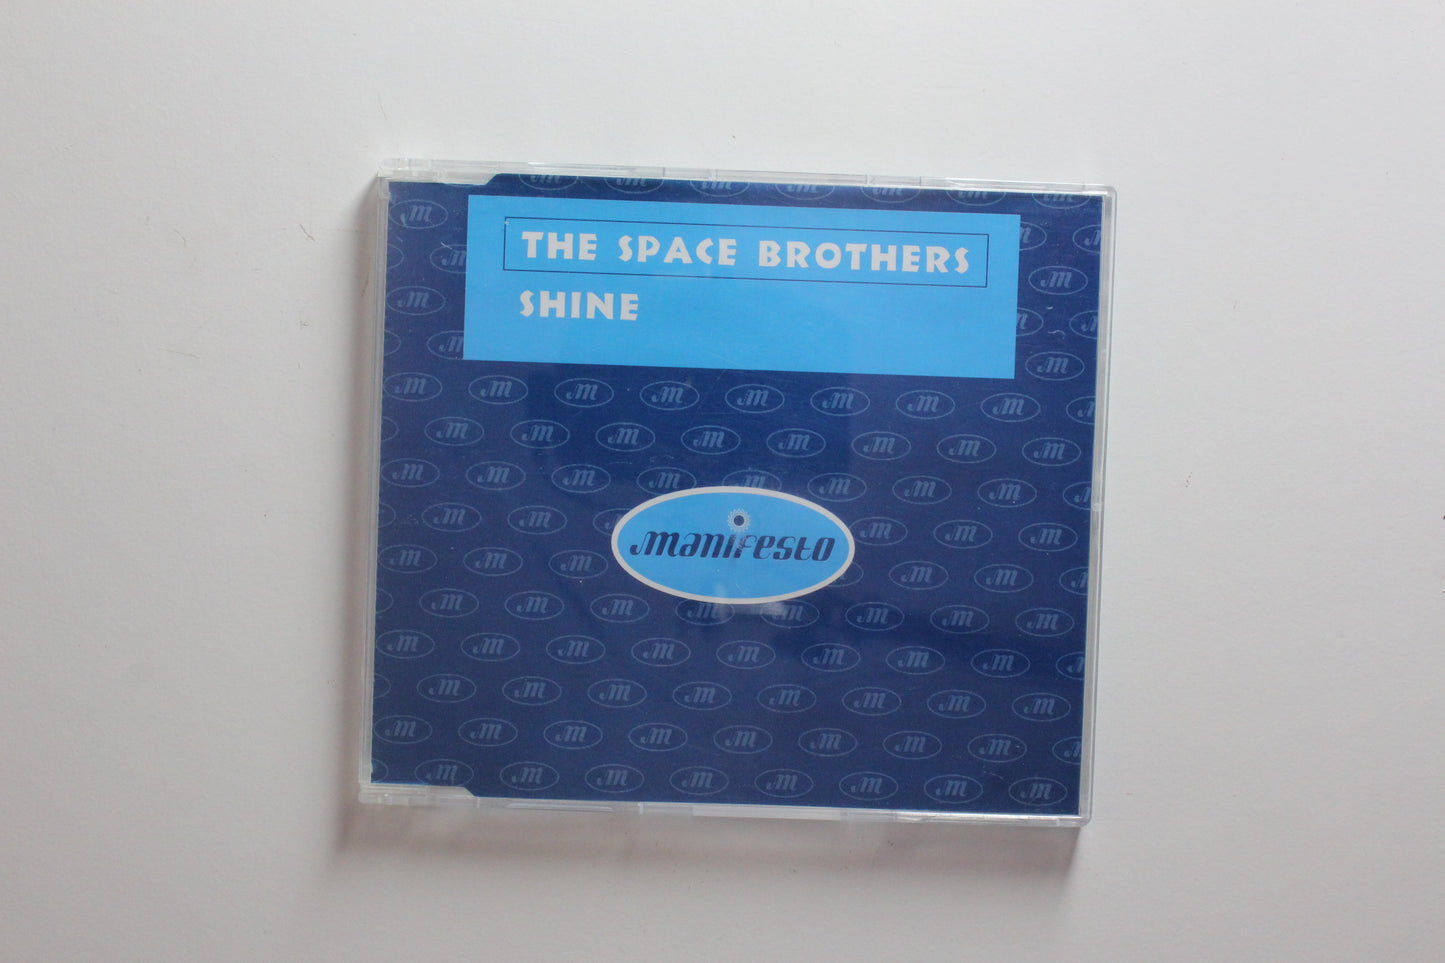 THE SPACE BROTHERS
SHINE
manifesto